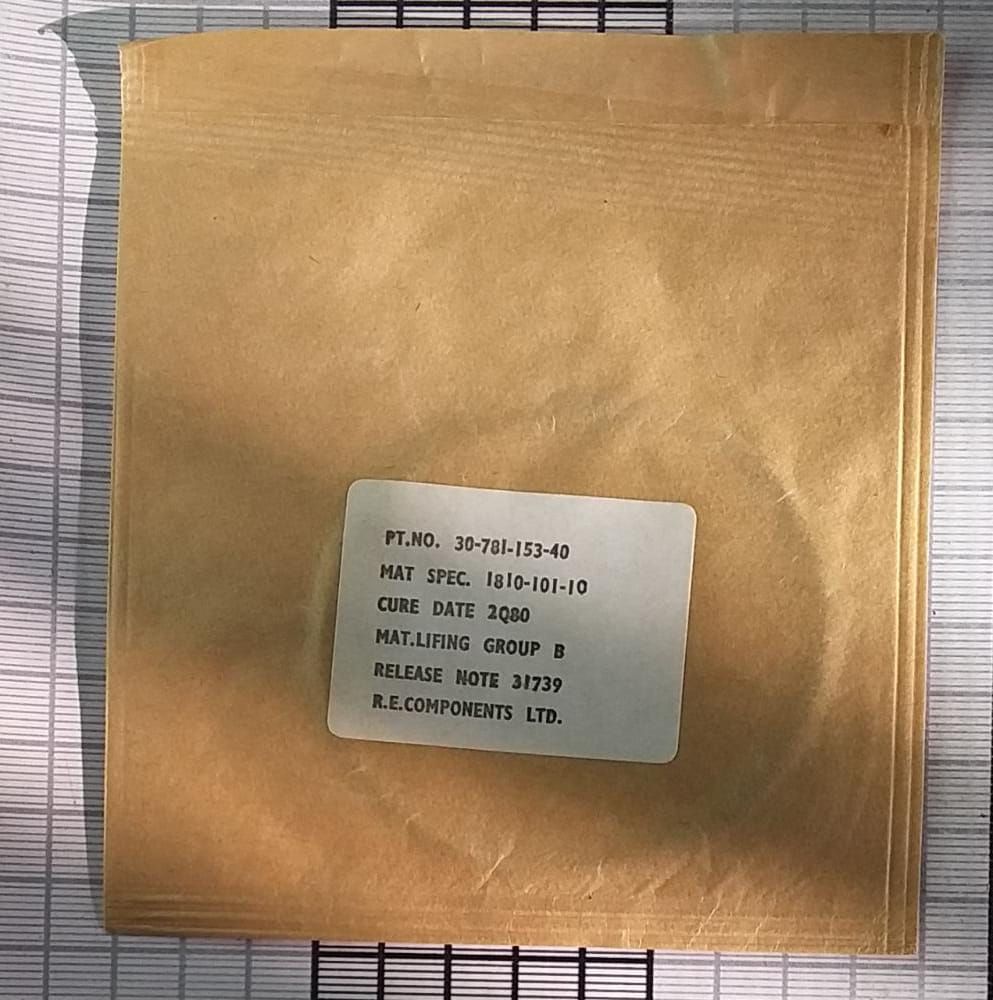 PT.NO. 30-781-153-40
MAT SPEC. 1810-101-10
CURE DATE 2Q80
MAT.LIFING GROUP B
RELEASE NOTE 31739
R.E.COMPONENTS LTD.